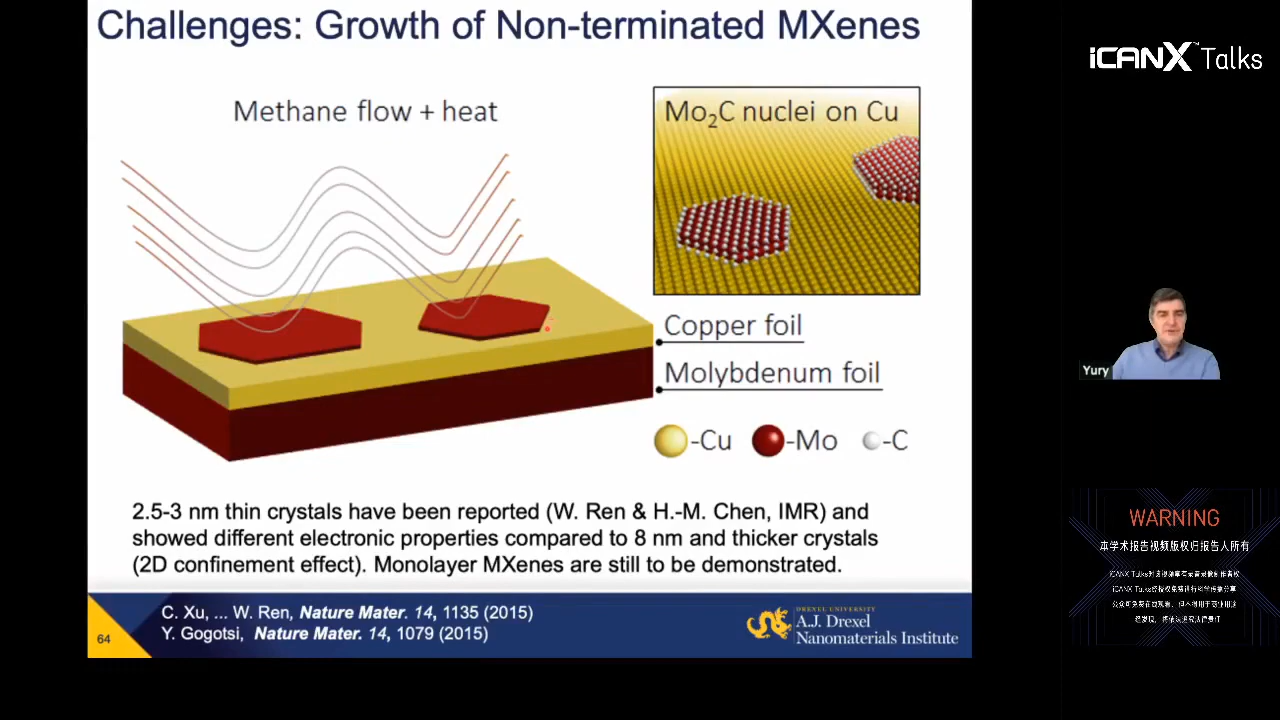 Challenges: Growth of Non-terminated MXenes
iCANX™ Talks
Methane flow + heat
Mo₂C nuclei on Cu
Copper foil
Molybdenum foil
-Cu
-Mo
-C
Yury
2.5-3 nm thin crystals have been reported (W. Ren & H.-M. Chen, IMR) and
showed different electronic properties compared to 8 nm and thicker crystals
(2D confinement effect). Monolayer MXenes are still to be demonstrated.
WARNING
本学术报告视频版权归报告人所有
C. Xu, ... W. Ren, Nature Mater. 14, 1135 (2015)
Y. Gogotsi, Nature Mater. 14, 1079 (2015)
64
DREXEL UNIVERSITY
A.J. Drexel
Nanomaterials Institute